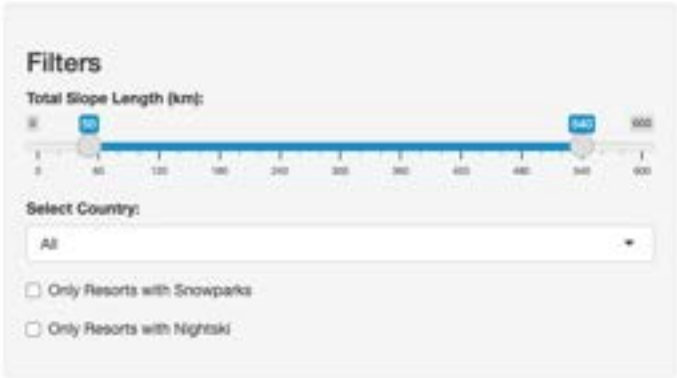 Filters
Total Slope Length (km):
0 50 540 600
0 60 120 180 240 300 360 420 480 540 600
Select Country:
All
Only Resorts with Snowparks
Only Resorts with Nightski